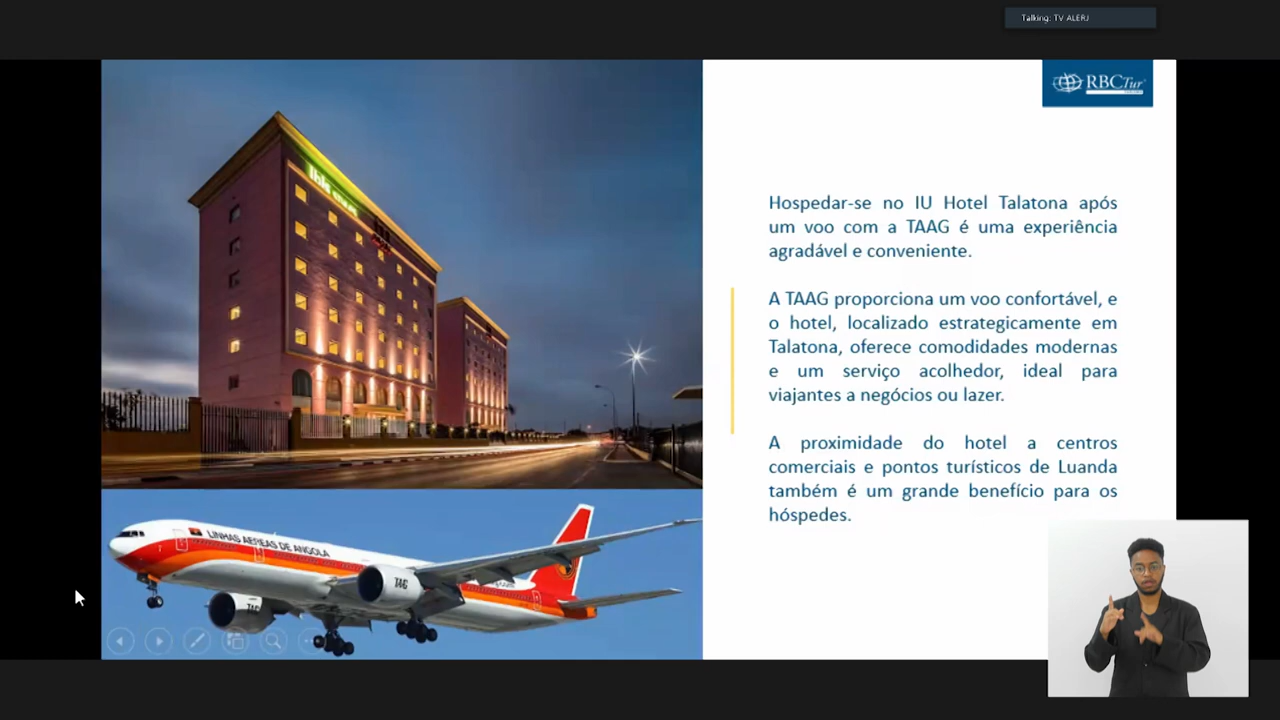 Talking: TV ALERJ
RBCTur
Hospedar-se no IU Hotel Talatona após
um voo com a TAAG é uma experiência
agradável e conveniente.
A TAAG proporciona um voo confortável, e
o hotel, localizado estrategicamente em
Talatona, oferece comodidades modernas
e um serviço acolhedor, ideal para
viajantes a negócios ou lazer.
A proximidade do hotel a centros
comerciais e pontos turísticos de Luanda
também é um grande benefício para os
hóspedes.
ibis
LINHAS AEREAS DE ANGOLA